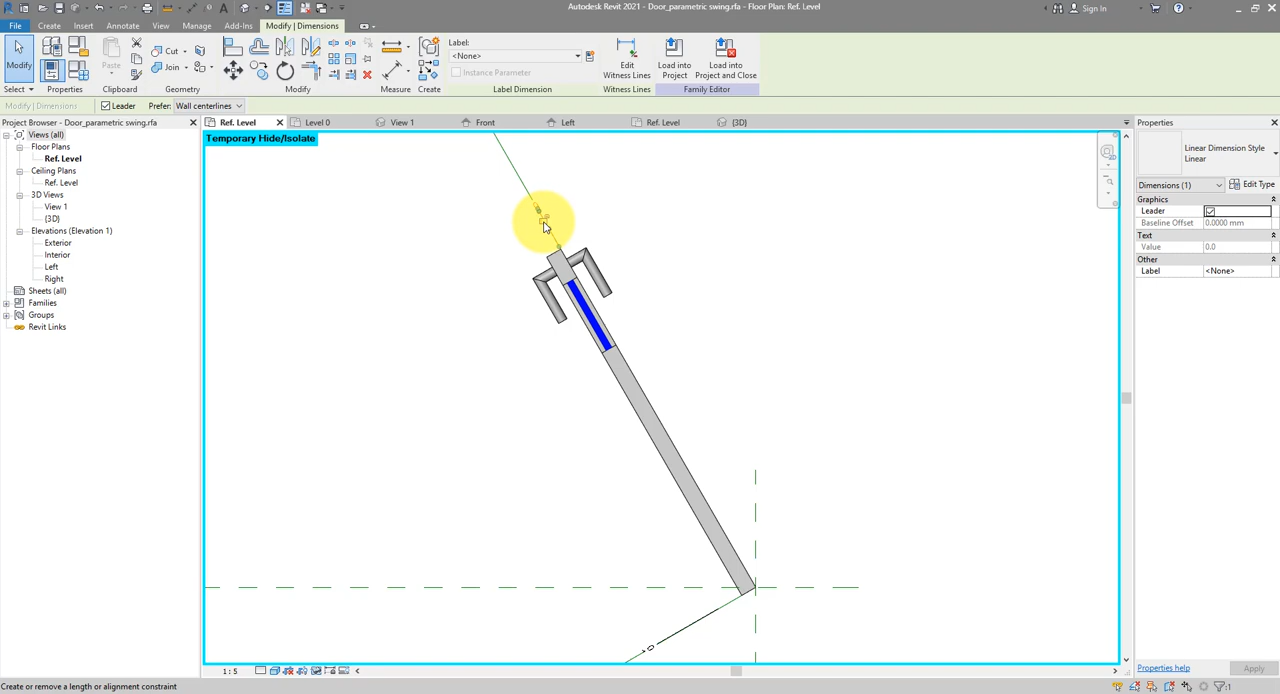 Autodesk Revit 2021 - Door_parametric swing.rfa - Floor Plan: Ref. Level
Sign In
File Create Insert Annotate View Manage Add-Ins Modify | Dimensions
Modify
Paste
Cut
Join
Label:
<None>
Instance Parameter
Edit
Witness Lines
Load into
Project
Load into
Project and Close
Select Properties Clipboard Geometry Modify Measure Create Label Dimension Witness Lines Family Editor
Modify | Dimensions Leader Prefer: Wall centerlines
Project Browser - Door_parametric swing.rfa
Ref. Level Level 0 View 1 Front Left Ref. Level {3D}
Properties
Temporary Hide/Isolate
Views (all)
Floor Plans
Ref. Level
Ceiling Plans
Ref. Level
3D Views
View 1
{3D}
Elevations (Elevation 1)
Exterior
Interior
Left
Right
Sheets (all)
Families
Groups
Revit Links
2D
Linear Dimension Style
Linear
Dimensions (1) Edit Type
Graphics
Leader
Baseline Offset 0.0000 mm
Text
Value 0.0
Other
Label <None>
0
1 : 5
Properties help Apply
Create or remove a length or alignment constraint
:1